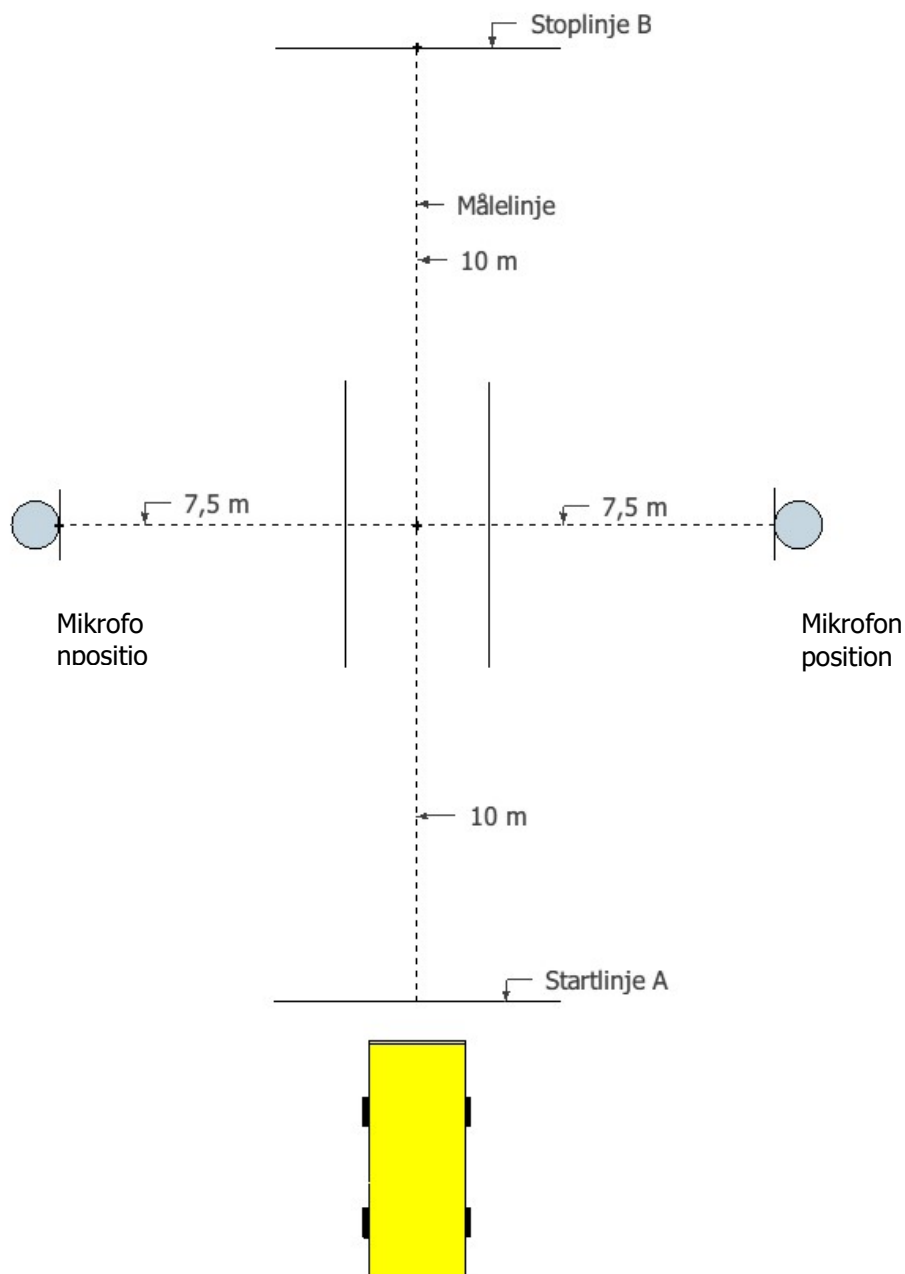 Stoplinje B
Målelinje
10 m
7,5 m
7,5 m
Mikrofo
npositio
Mikrofon
position
10 m
Startlinje A